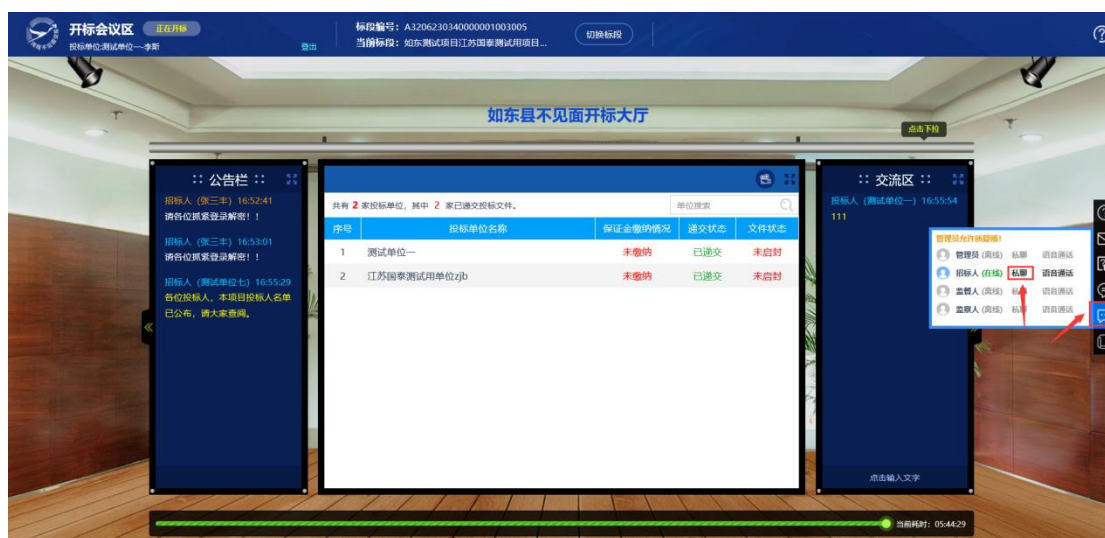 开标会议区 正在开标
投标单位:测试单位一-李新
登出
标段编号：A3206230340000001003005
当前标段：如东测试项目江苏国泰测试用项目...
切换标段
如东县不见面开标大厅
点击下拉
:: 公告栏 ::
招标人（张三丰）16:52:41
请各位抓紧登录解密！！
招标人（张三丰）16:53:01
请各位抓紧登录解密！！
招标人（测试单位七）16:55:29
各位投标人，本项目投标人名单
已公布，请大家查阅。
共有 2 家投标单位，其中 2 家已递交投标文件。
单位搜索
序号 投标单位名称 保证金缴纳情况 递交状态 文件状态
1 测试单位一 未缴纳 已递交 未启封
2 江苏国泰测试用单位zjb 未缴纳 已递交 未启封
:: 交流区 ::
招标人（测试单位一）16:55:54
111
管理员（离线） 私聊 语音通话
招标人（在线） 私聊 语音通话
监管人（离线） 私聊 语音通话
监察人（离线） 私聊 语音通话
点击输入文字
当前耗时：05:44:29